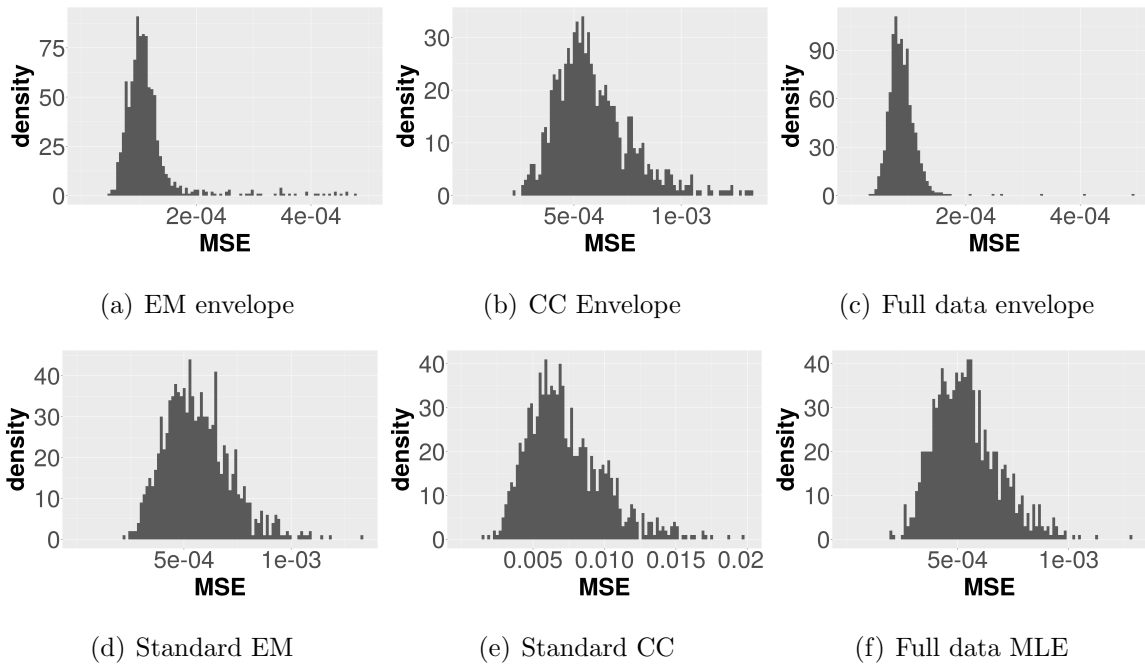 density
75
50
25
0
2e-04 4e-04
MSE
(a) EM envelope
density
30
20
10
0
5e-04 1e-03
MSE
(b) CC Envelope
density
90
60
30
0
2e-04 4e-04
MSE
(c) Full data envelope
density
40
30
20
10
0
5e-04 1e-03
MSE
(d) Standard EM
density
40
30
20
10
0
0.005 0.010 0.015 0.02
MSE
(e) Standard CC
density
40
30
20
10
0
5e-04 1e-03
MSE
(f) Full data MLE